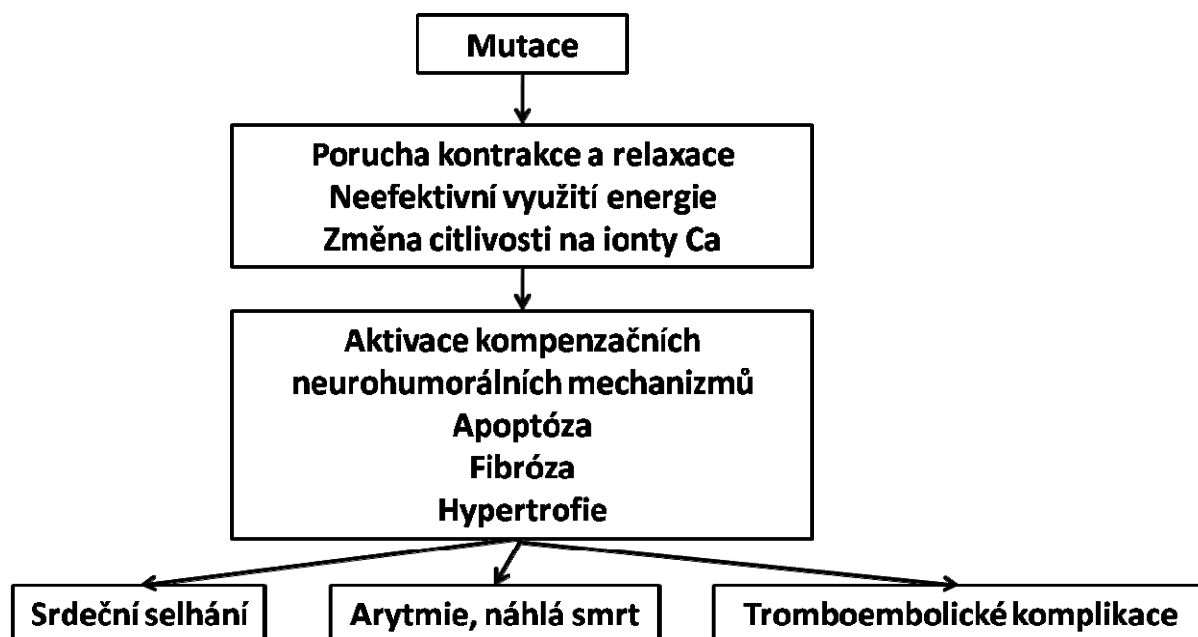 Mutace
Porucha kontrakce a relaxace
Neefektivní využití energie
Změna citlivosti na ionty Ca
Aktivace kompenzačních
neurohumorálních mechanizmů
Apoptóza
Fibróza
Hypertrofie
Srdeční selhání
Arytmie, náhlá smrt
Tromboembolické komplikace